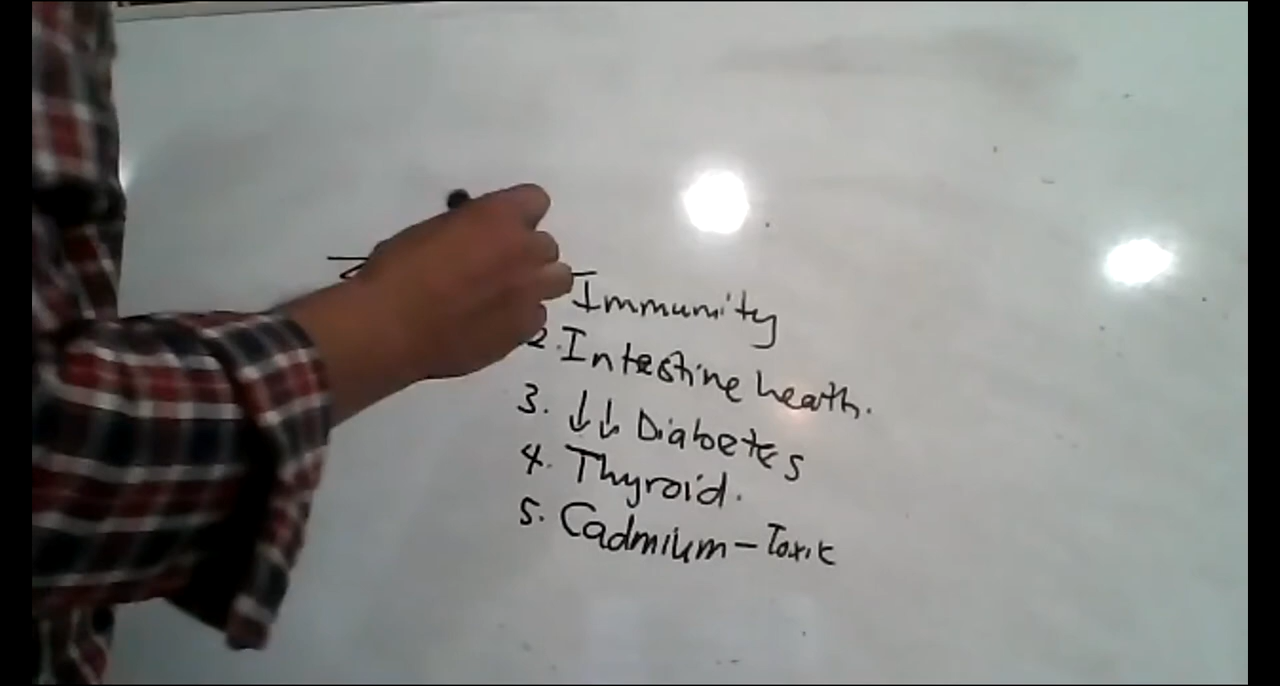 Immunity
2. Intestine heath.
3. ↓↓ Diabetes
4. Thyroid.
5. Cadmium - Toxic